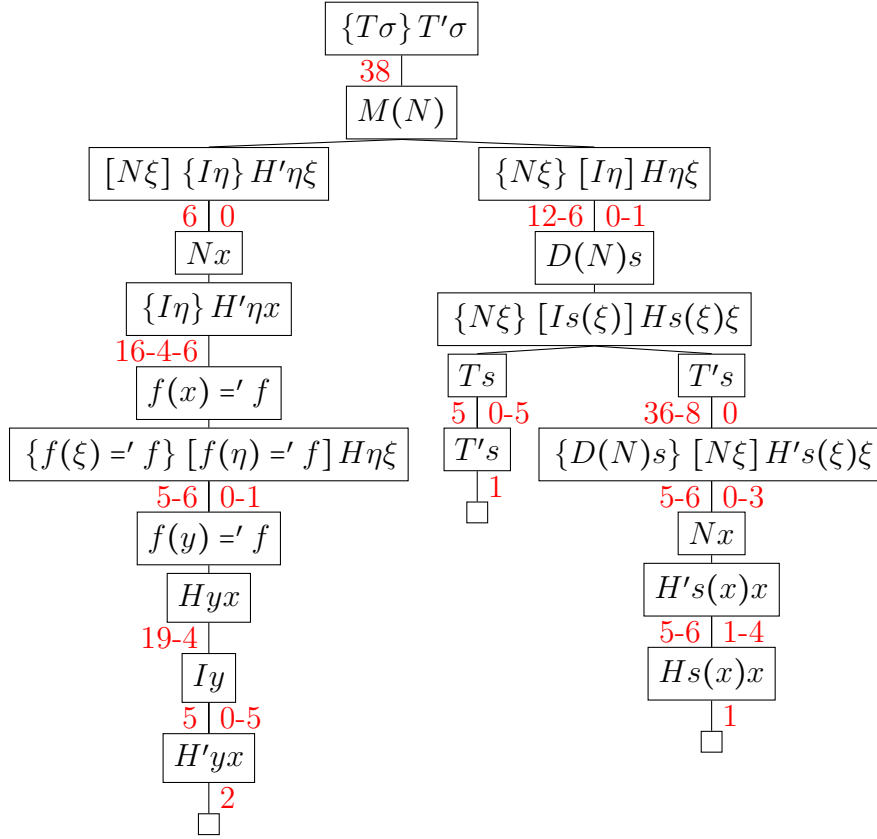 {Tσ} T′σ
38
M(N)
[Nξ] {Iη} H′ηξ {Nξ} [Iη] Hηξ
6 0 12-6 0-1
Nx D(N)s
{Iη} H′ηx {Nξ} [Is(ξ)] Hs(ξ)ξ
16-4-6
f(x) =′ f Ts T′s
5 0-5 36-8 0
{f(ξ) =′ f} [f(η) =′ f] Hηξ T′s {D(N)s} [Nξ] H′s(ξ)ξ
5-6 0-1 1 5-6 0-3
f(y) =′ f Nx
Hyx H′s(x)x
19-4 5-6 1-4
Iy Hs(x)x
5 0-5 1
H′yx
2